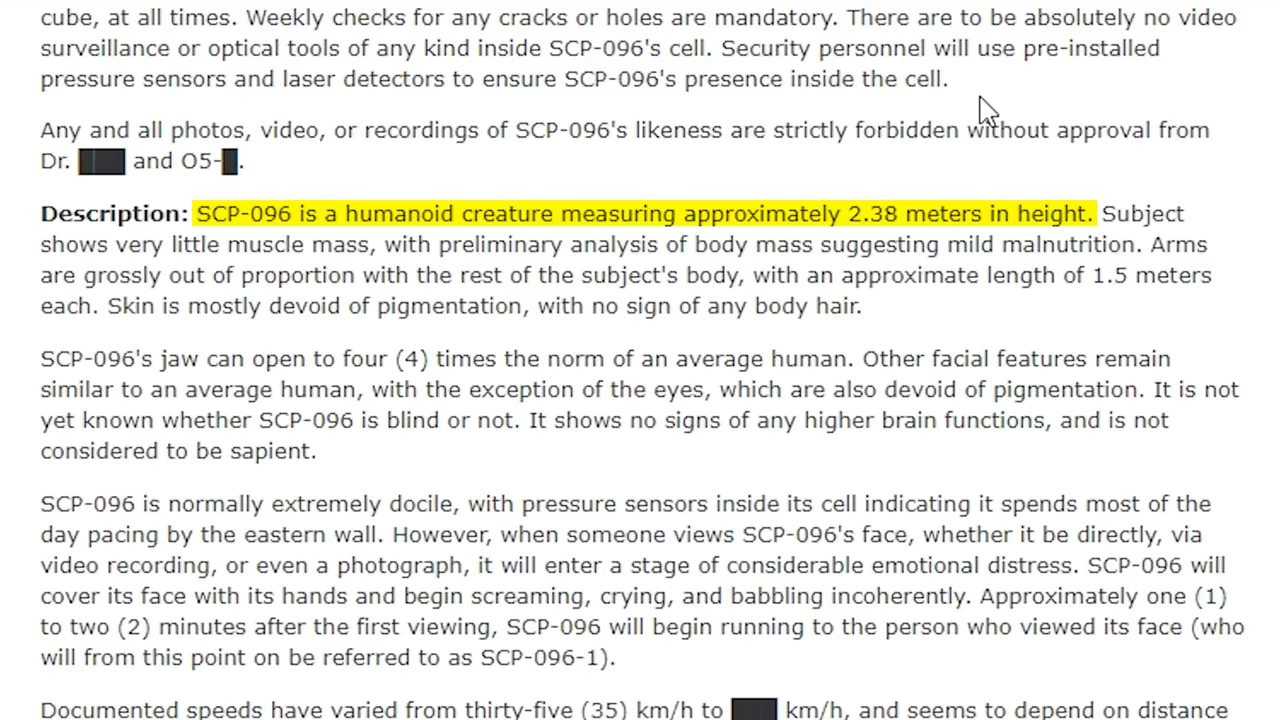 cube, at all times. Weekly checks for any cracks or holes are mandatory. There are to be absolutely no video
surveillance or optical tools of any kind inside SCP-096's cell. Security personnel will use pre-installed
pressure sensors and laser detectors to ensure SCP-096's presence inside the cell.
Any and all photos, video, or recordings of SCP-096's likeness are strictly forbidden without approval from
Dr. ███ and O5-█.
Description: SCP-096 is a humanoid creature measuring approximately 2.38 meters in height. Subject
shows very little muscle mass, with preliminary analysis of body mass suggesting mild malnutrition. Arms
are grossly out of proportion with the rest of the subject's body, with an approximate length of 1.5 meters
each. Skin is mostly devoid of pigmentation, with no sign of any body hair.
SCP-096's jaw can open to four (4) times the norm of an average human. Other facial features remain
similar to an average human, with the exception of the eyes, which are also devoid of pigmentation. It is not
yet known whether SCP-096 is blind or not. It shows no signs of any higher brain functions, and is not
considered to be sapient.
SCP-096 is normally extremely docile, with pressure sensors inside its cell indicating it spends most of the
day pacing by the eastern wall. However, when someone views SCP-096's face, whether it be directly, via
video recording, or even a photograph, it will enter a stage of considerable emotional distress. SCP-096 will
cover its face with its hands and begin screaming, crying, and babbling incoherently. Approximately one (1)
to two (2) minutes after the first viewing, SCP-096 will begin running to the person who viewed its face (who
will from this point on be referred to as SCP-096-1).
Documented speeds have varied from thirty-five (35) km/h to ███ km/h, and seems to depend on distance